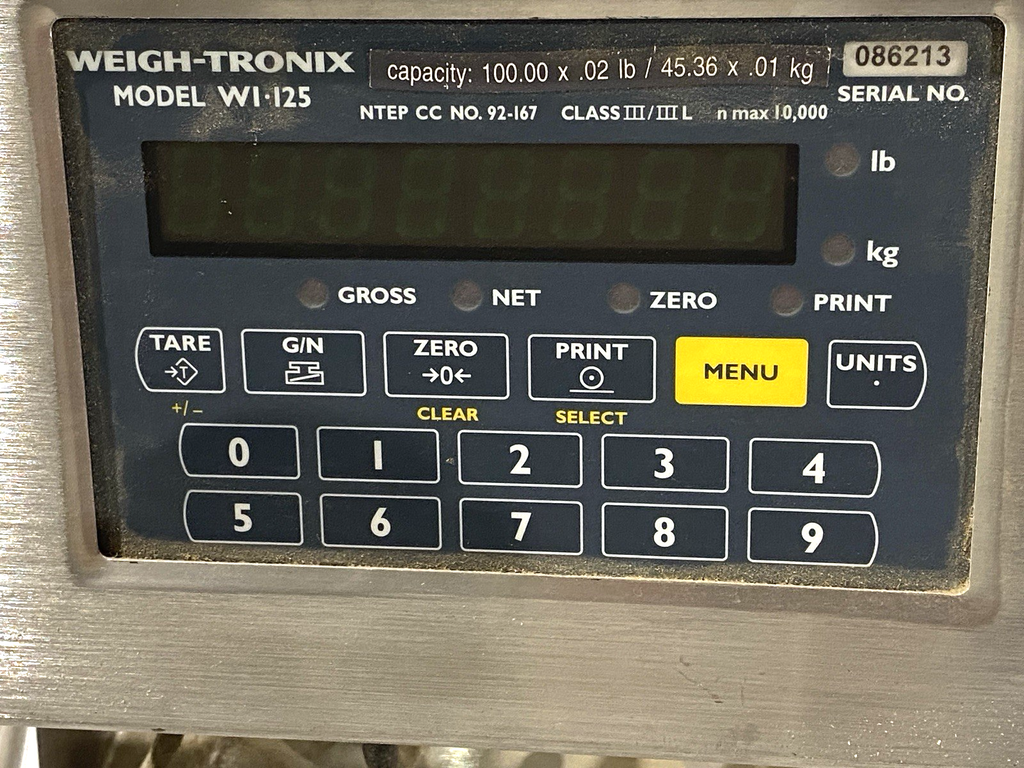 WEIGH-TRONIX
MODEL WI·125
capacity: 100.00 x .02 lb / 45.36 x .01 kg
086213
NTEP CC NO. 92-167 CLASS III/III L n max 10,000
SERIAL NO.
lb
kg
GROSS NET ZERO PRINT
TARE G/N ZERO PRINT MENU UNITS
→T← →0←
+/− CLEAR SELECT
0 1 2 3 4
5 6 7 8 9